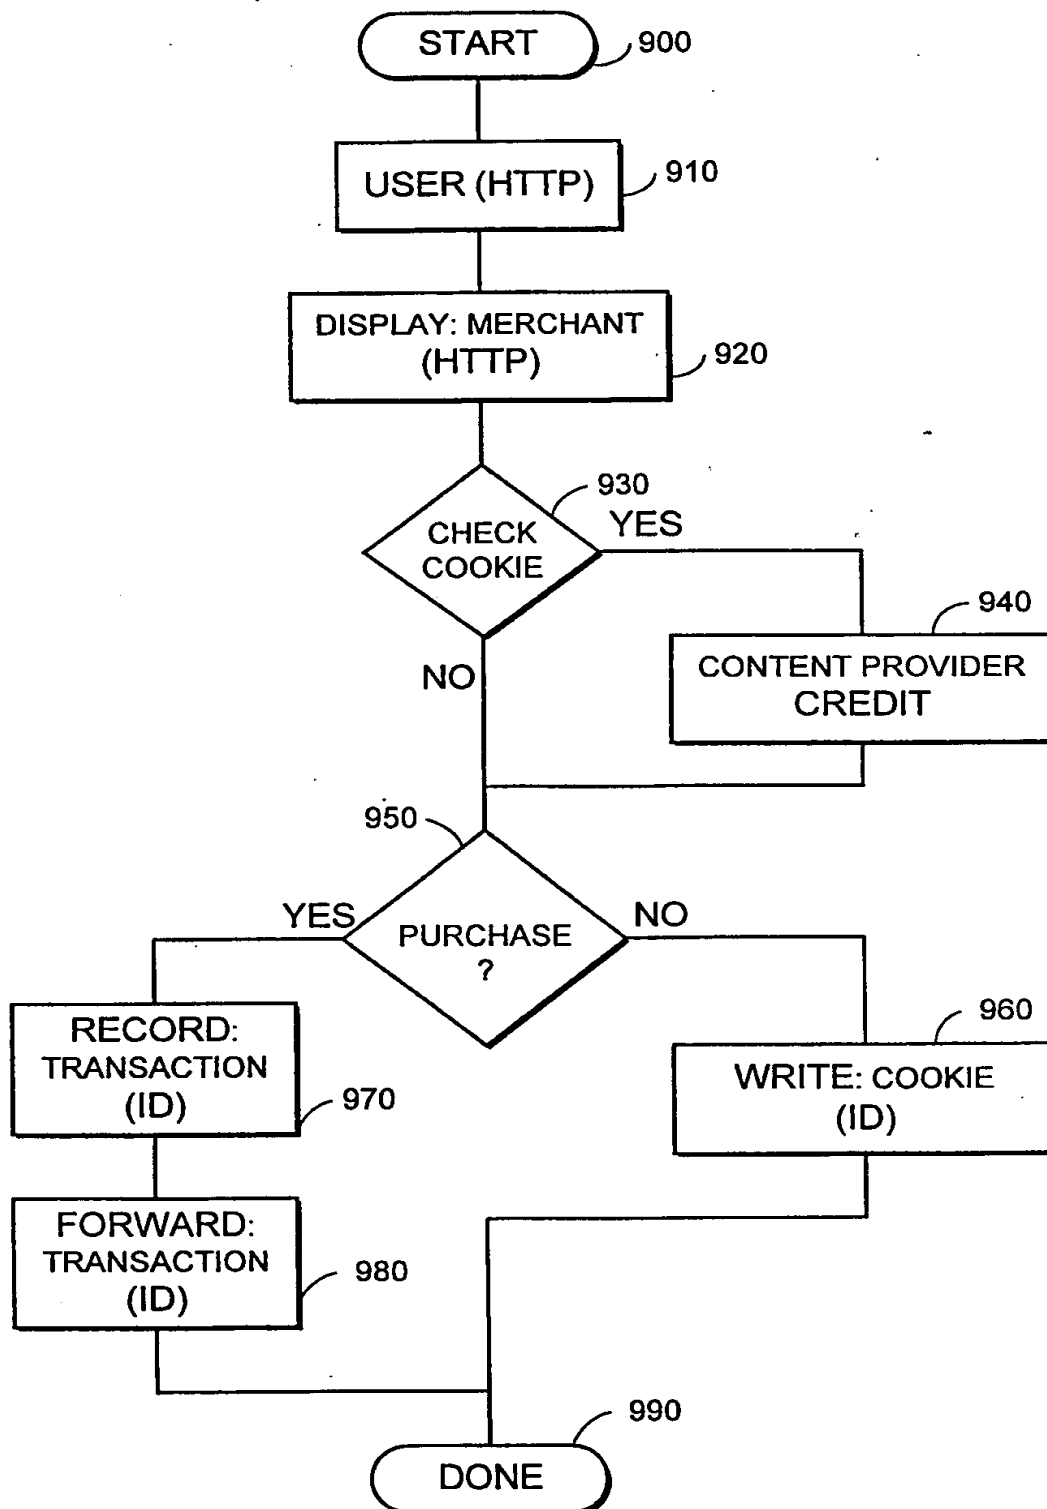 START
900
USER (HTTP)
910
DISPLAY: MERCHANT
(HTTP)
920
930
CHECK
COOKIE
YES
NO
940
CONTENT PROVIDER
CREDIT
950
PURCHASE
?
YES
NO
RECORD:
TRANSACTION
(ID)
970
960
WRITE: COOKIE
(ID)
FORWARD:
TRANSACTION
(ID)
980
990
DONE